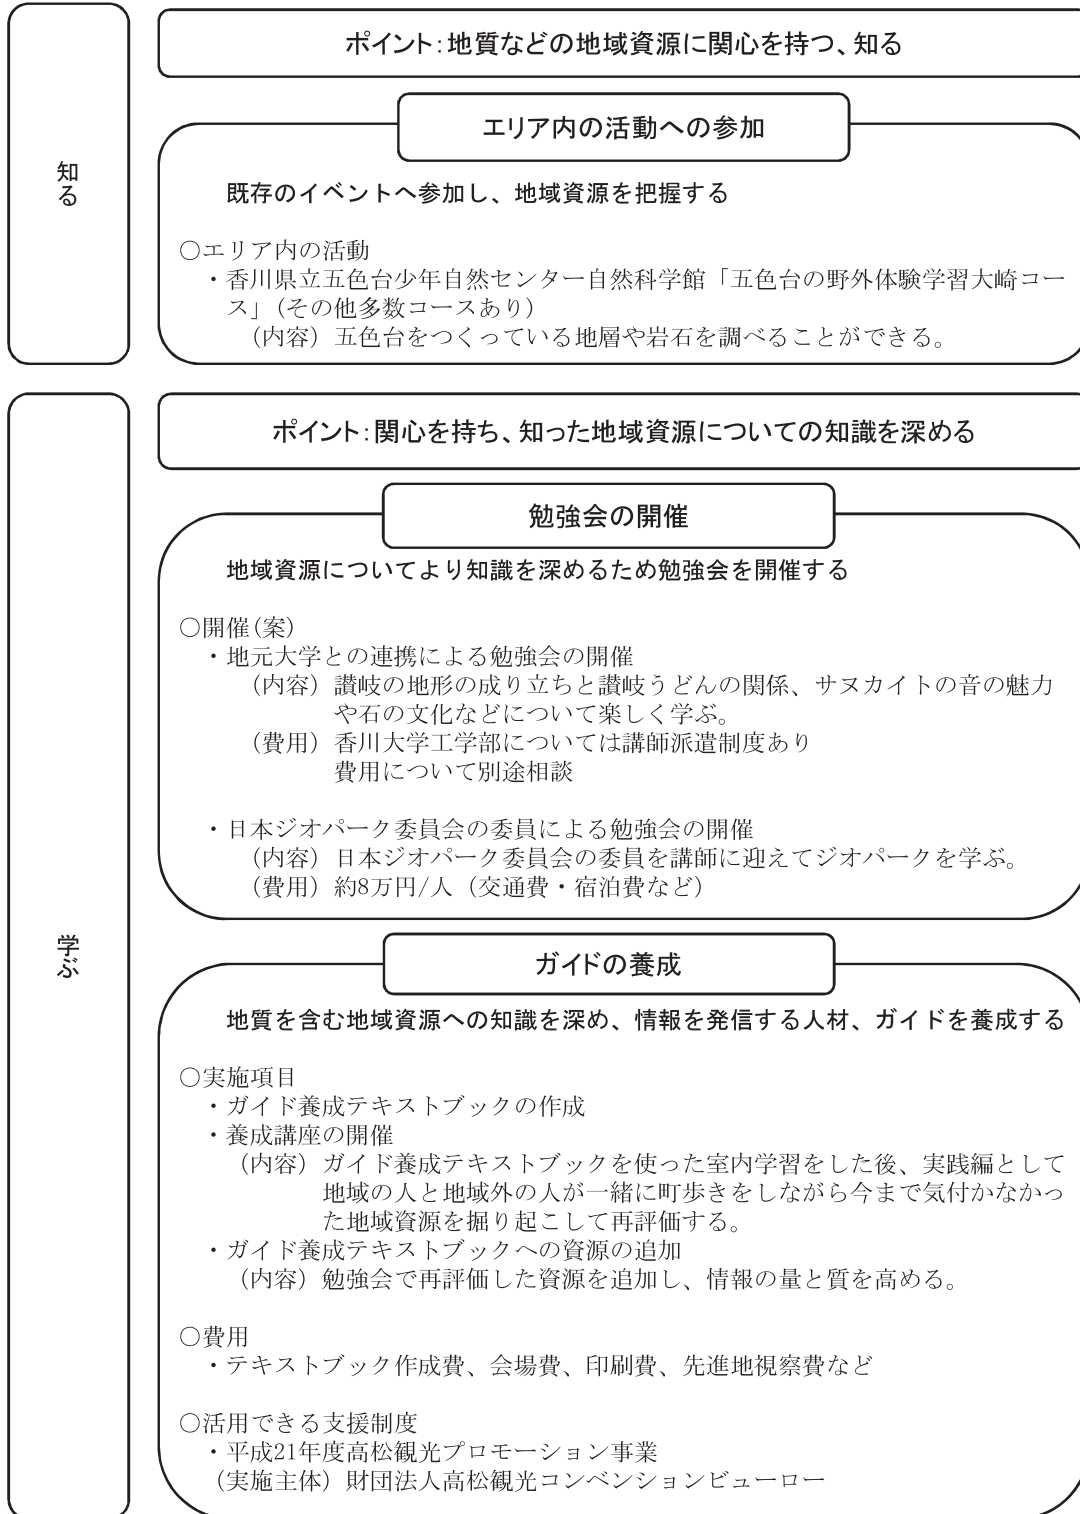 知る
ポイント：地質などの地域資源に関心を持つ、知る
エリア内の活動への参加
既存のイベントへ参加し、地域資源を把握する
○エリア内の活動
・香川県立五色台少年自然センター自然科学館「五色台の野外体験学習大崎コー
ス」（その他多数コースあり）
（内容）五色台をつくっている地層や岩石を調べることができる。
学ぶ
ポイント：関心を持ち、知った地域資源についての知識を深める
勉強会の開催
地域資源についてより知識を深めるため勉強会を開催する
○開催（案）
・地元大学との連携による勉強会の開催
（内容）讃岐の地形の成り立ちと讃岐うどんの関係、サヌカイトの音の魅力
や石の文化などについて楽しく学ぶ。
（費用）香川大学工学部については講師派遣制度あり
費用について別途相談
・日本ジオパーク委員会の委員による勉強会の開催
（内容）日本ジオパーク委員会の委員を講師に迎えてジオパークを学ぶ。
（費用）約8万円/人（交通費・宿泊費など）
ガイドの養成
地質を含む地域資源への知識を深め、情報を発信する人材、ガイドを養成する
○実施項目
・ガイド養成テキストブックの作成
・養成講座の開催
（内容）ガイド養成テキストブックを使った室内学習をした後、実践編として
地域の人と地域外の人が一緒に町歩きをしながら今まで気付かなかっ
た地域資源を掘り起こして再評価する。
・ガイド養成テキストブックへの資源の追加
（内容）勉強会で再評価した資源を追加し、情報の量と質を高める。
○費用
・テキストブック作成費、会場費、印刷費、先進地視察費など
○活用できる支援制度
・平成21年度高松観光プロモーション事業
（実施主体）財団法人高松観光コンベンションビューロー